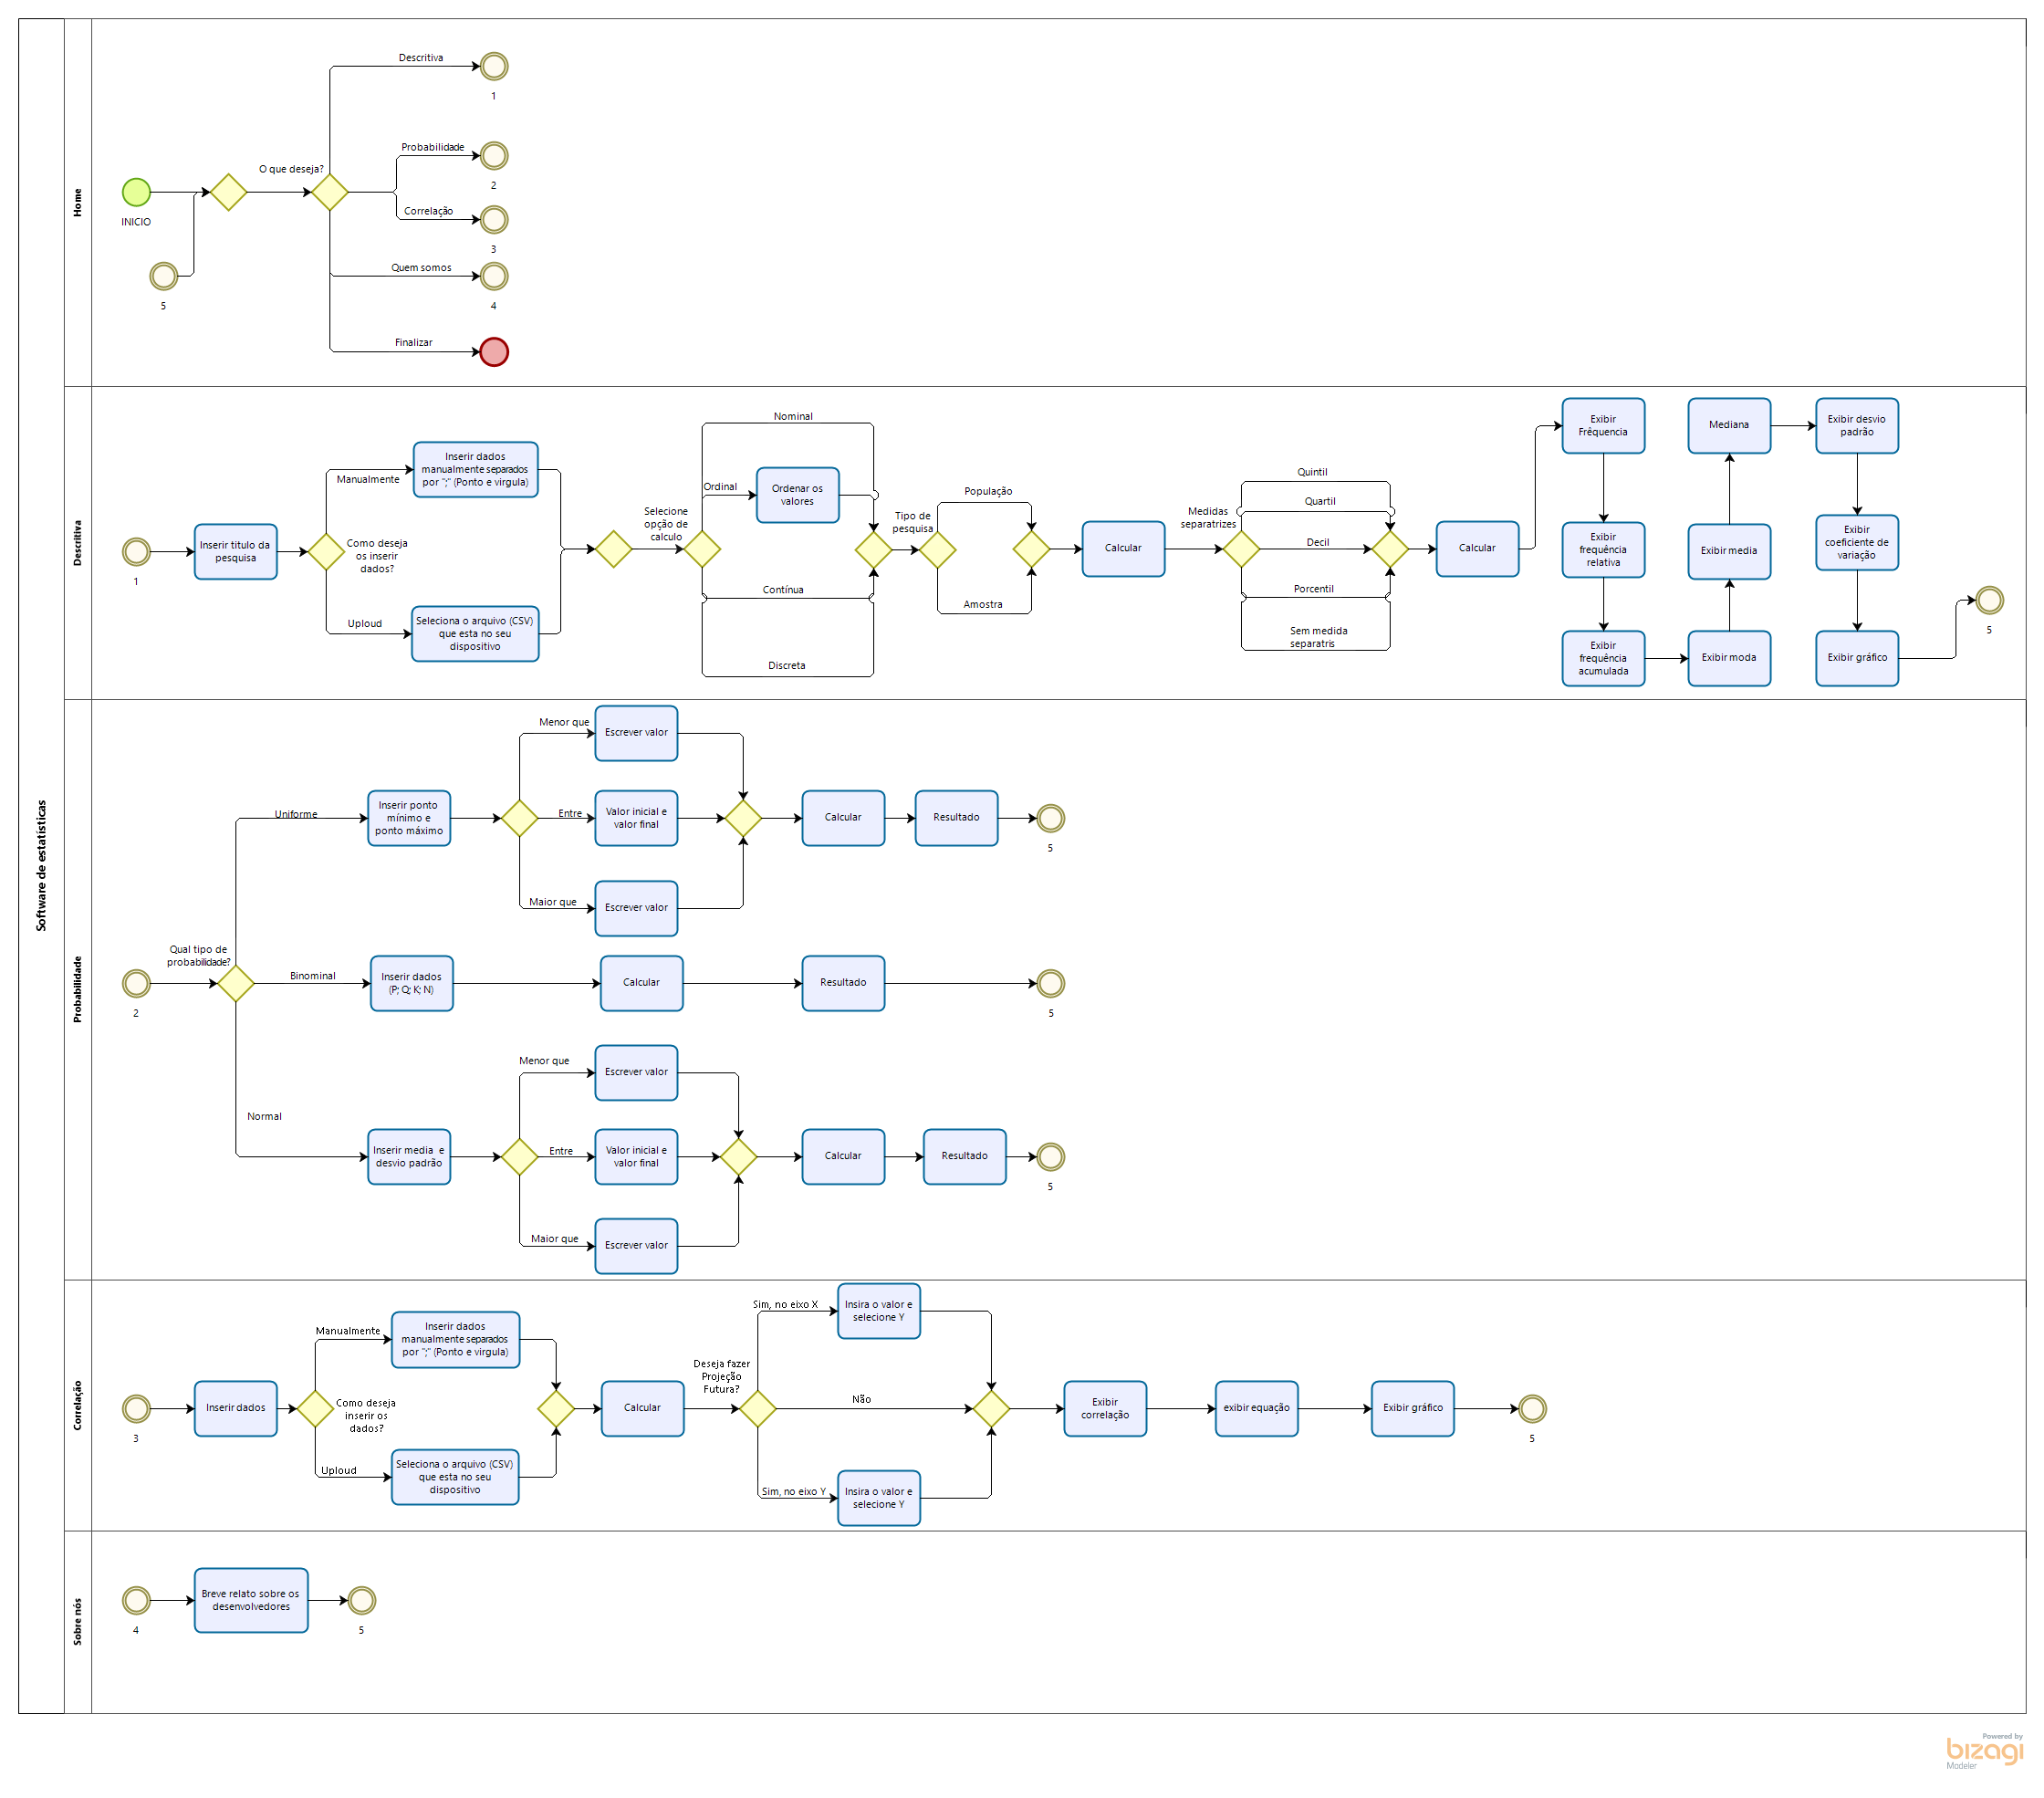 Software de estatísticas
Home
Descritiva
1
Probabilidade
2
O que deseja?
Correlação
3
INICIO
Quem somos
4
5
Finalizar
Descritiva
1
Inserir titulo da
pesquisa
Como deseja
os inserir
dados?
Manualmente
Inserir dados
manualmente separados
por ";" (Ponto e virgula)
Uploud
Seleciona o arquivo (CSV)
que esta no seu
dispositivo
Selecione
opção de
calculo
Nominal
Ordinal
Ordenar os
valores
Contínua
Discreta
Tipo de
pesquisa
População
Amostra
Calcular
Medidas
separatrizes
Quintil
Quartil
Decil
Porcentil
Sem medida
separatris
Calcular
Exibir
Frêquencia
Exibir
frequência
relativa
Exibir
frequência
acumulada
Exibir moda
Exibir media
Mediana
Exibir desvio
padrão
Exibir
coeficiente de
variação
Exibir gráfico
5
Probabilidade
2
Qual tipo de
probabilidade?
Uniforme
Inserir ponto
mínimo e
ponto máximo
Menor que
Escrever valor
Entre
Valor inicial e
valor final
Maior que
Escrever valor
Calcular
Resultado
5
Binominal
Inserir dados
(P; Q; K; N)
Calcular
Resultado
5
Normal
Inserir media  e
desvio padrão
Menor que
Escrever valor
Entre
Valor inicial e
valor final
Maior que
Escrever valor
Calcular
Resultado
5
Correlação
3
Inserir dados
Como deseja
inserir os
dados?
Manualmente
Inserir dados
manualmente separados
por ";" (Ponto e virgula)
Uploud
Seleciona o arquivo (CSV)
que esta no seu
dispositivo
Calcular
Deseja fazer
Projeção
Futura?
Sim, no eixo X
Insira o valor e
selecione Y
Não
Sim, no eixo Y
Insira o valor e
selecione Y
Exibir
correlação
exibir equação
Exibir gráfico
5
Sobre nós
4
Breve relato sobre os
desenvolvedores
5
Powered by
bizagi
Modeler